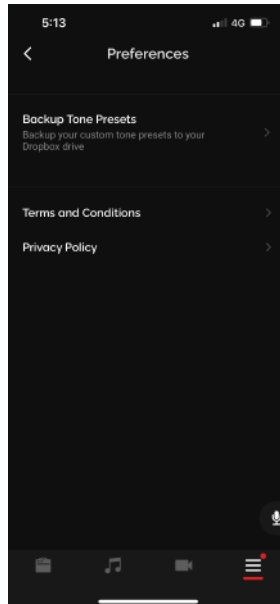 5:13
4G
Preferences
Backup Tone Presets
Backup your custom tone presets to your
Dropbox drive
Terms and Conditions
Privacy Policy